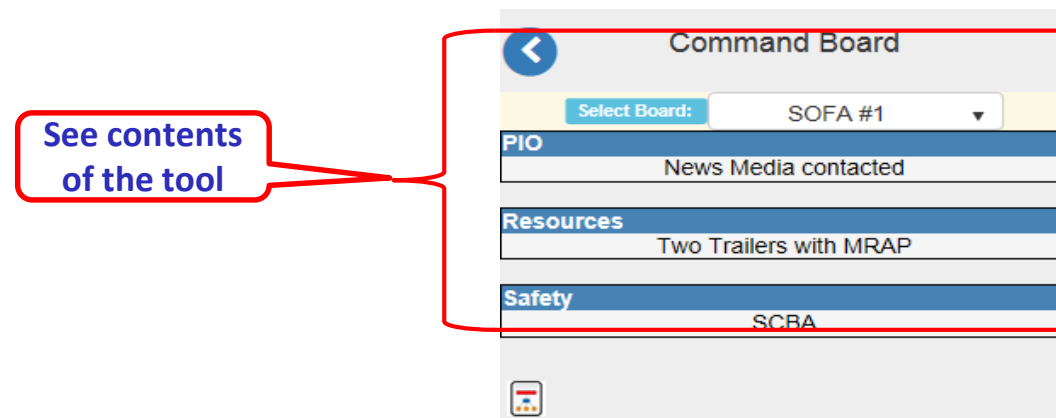 Command Board
Select Board:
SOFA #1
See contents
of the tool
PIO
News Media contacted
Resources
Two Trailers with MRAP
Safety
SCBA